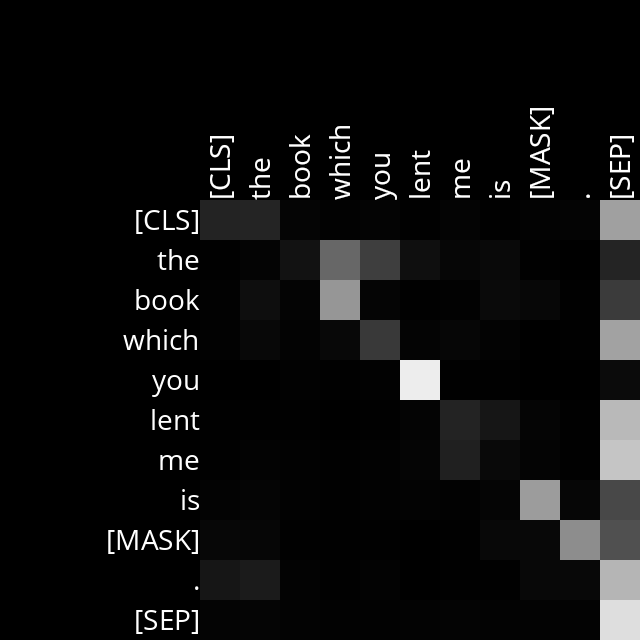 [CLS] the book which you lent me is [MASK] . [SEP]
[CLS]
the
book
which
you
lent
me
is
[MASK]
.
[SEP]